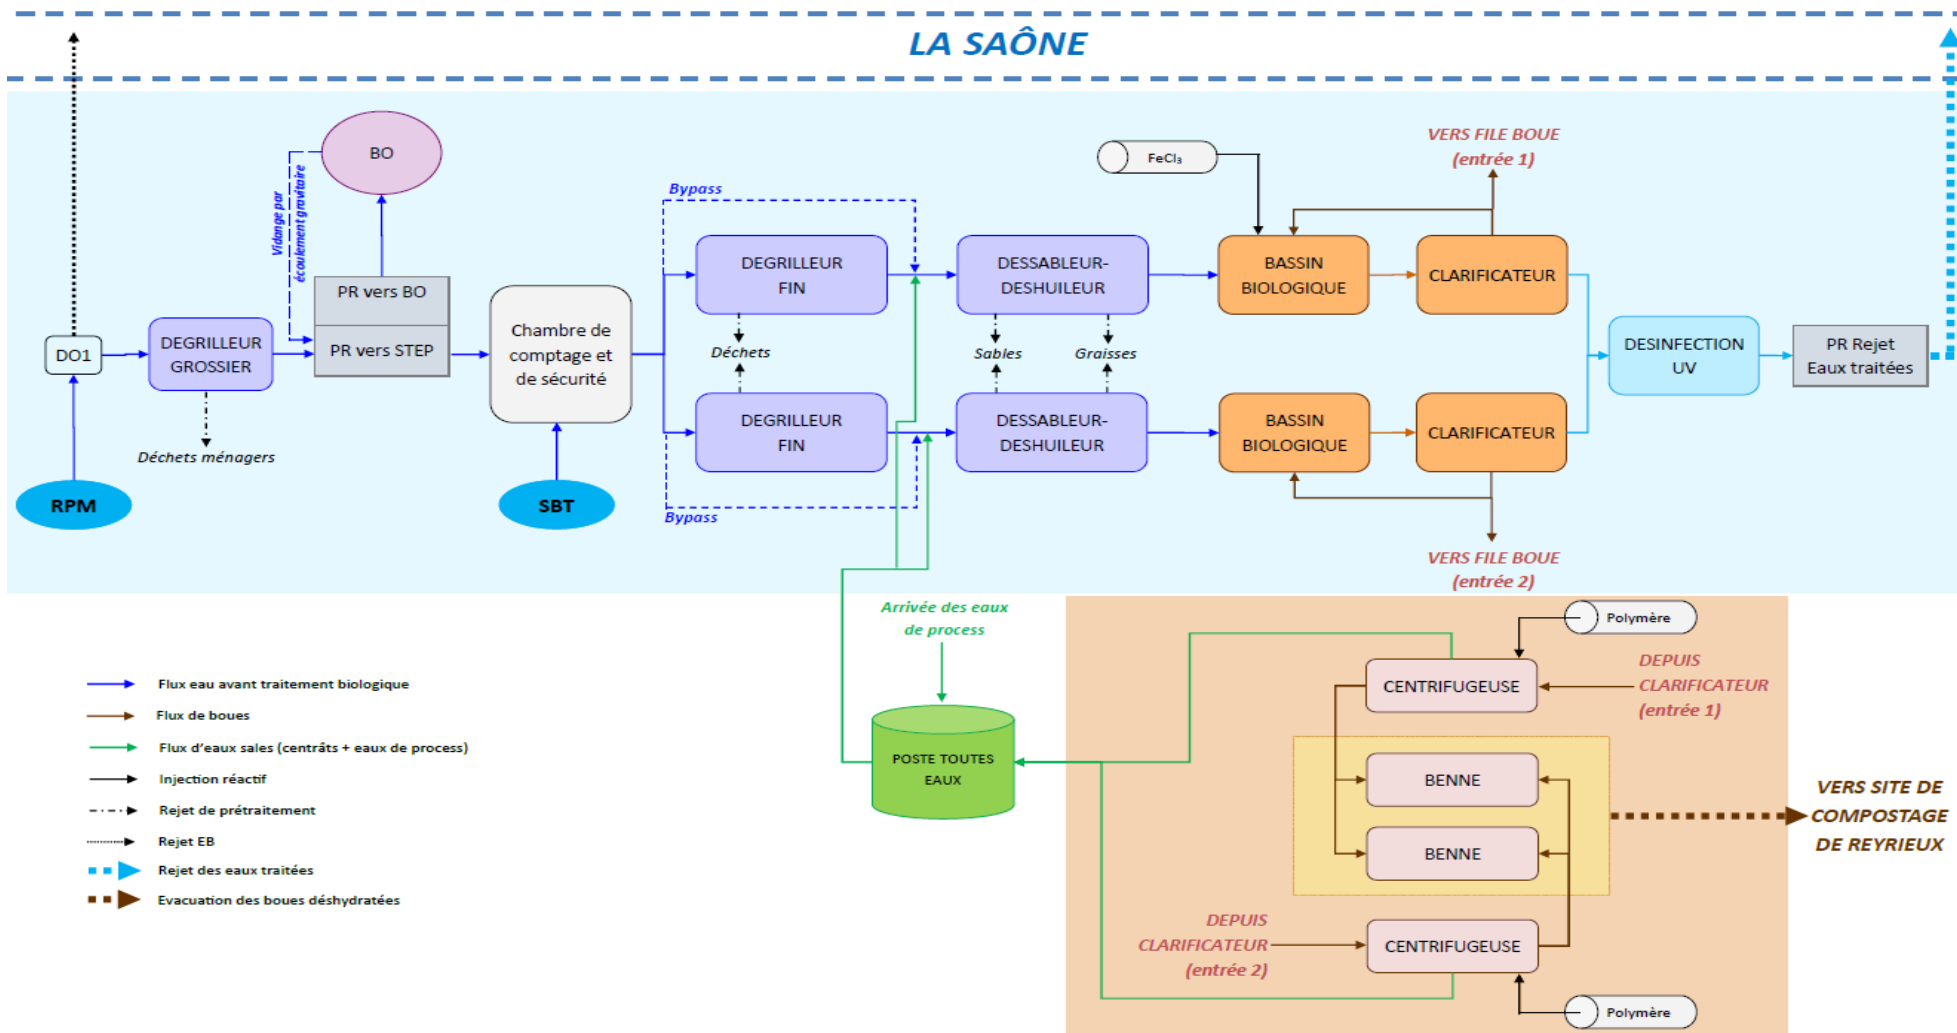 LA SAÔNE
BO
Vidange par
écoulement gravitaire
PR vers BO
PR vers STEP
DO1
DEGRILLEUR
GROSSIER
Déchets ménagers
RPM
Chambre de
comptage et
de sécurité
SBT
Bypass
DEGRILLEUR
FIN
Déchets
DEGRILLEUR
FIN
Bypass
DESSABLEUR-
DESHUILEUR
Sables
Graisses
DESSABLEUR-
DESHUILEUR
FeCl₃
VERS FILE BOUE
(entrée 1)
BASSIN
BIOLOGIQUE
CLARIFICATEUR
BASSIN
BIOLOGIQUE
CLARIFICATEUR
VERS FILE BOUE
(entrée 2)
DESINFECTION
UV
PR Rejet
Eaux traitées
Arrivée des eaux
de process
POSTE TOUTES
EAUX
Polymère
CENTRIFUGEUSE
DEPUIS
CLARIFICATEUR
(entrée 1)
BENNE
BENNE
VERS SITE DE
COMPOSTAGE
DE REYRIEUX
DEPUIS
CLARIFICATEUR
(entrée 2)
CENTRIFUGEUSE
Polymère
Flux eau avant traitement biologique
Flux de boues
Flux d'eaux sales (centrâts + eaux de process)
Injection réactif
Rejet de prétraitement
Rejet EB
Rejet des eaux traitées
Evacuation des boues déshydratées